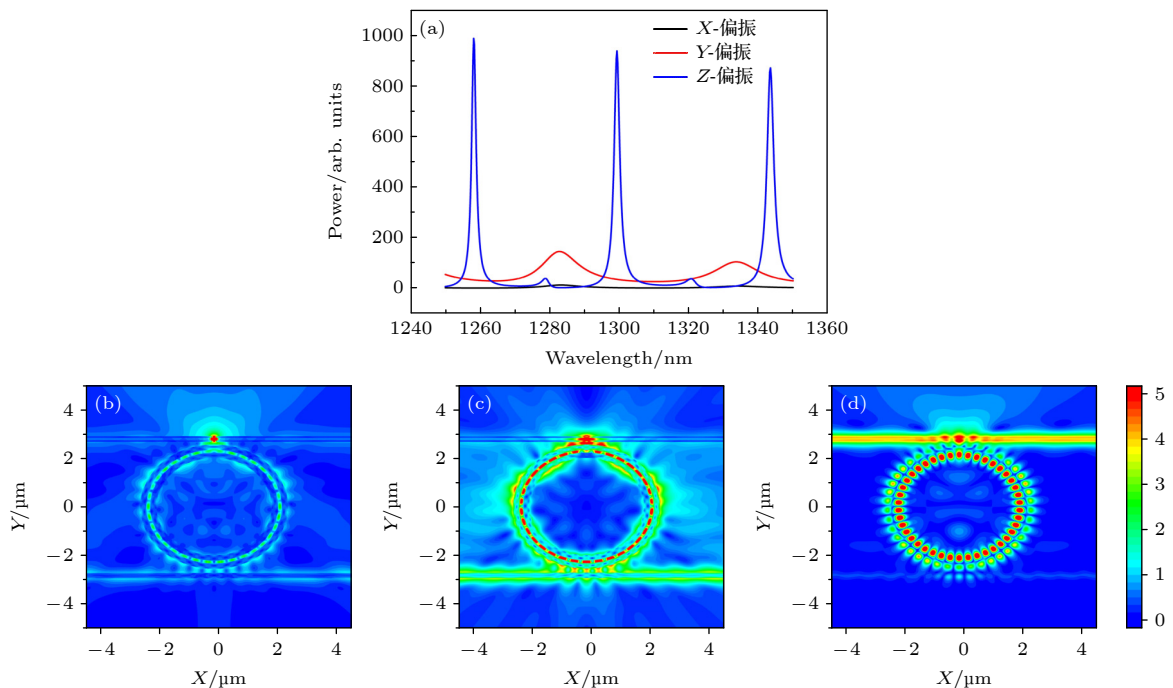 (a)
X-偏振
Y-偏振
Z-偏振
Power/arb. units
1000
800
600
400
200
0
1240 1260 1280 1300 1320 1340 1360
Wavelength/nm
(b)
Y/µm
4
2
0
−2
−4
−4 −2 0 2 4
X/µm
(c)
Y/µm
4
2
0
−2
−4
−4 −2 0 2 4
X/µm
(d)
Y/µm
4
2
0
−2
−4
−4 −2 0 2 4
X/µm
5
4
3
2
1
0